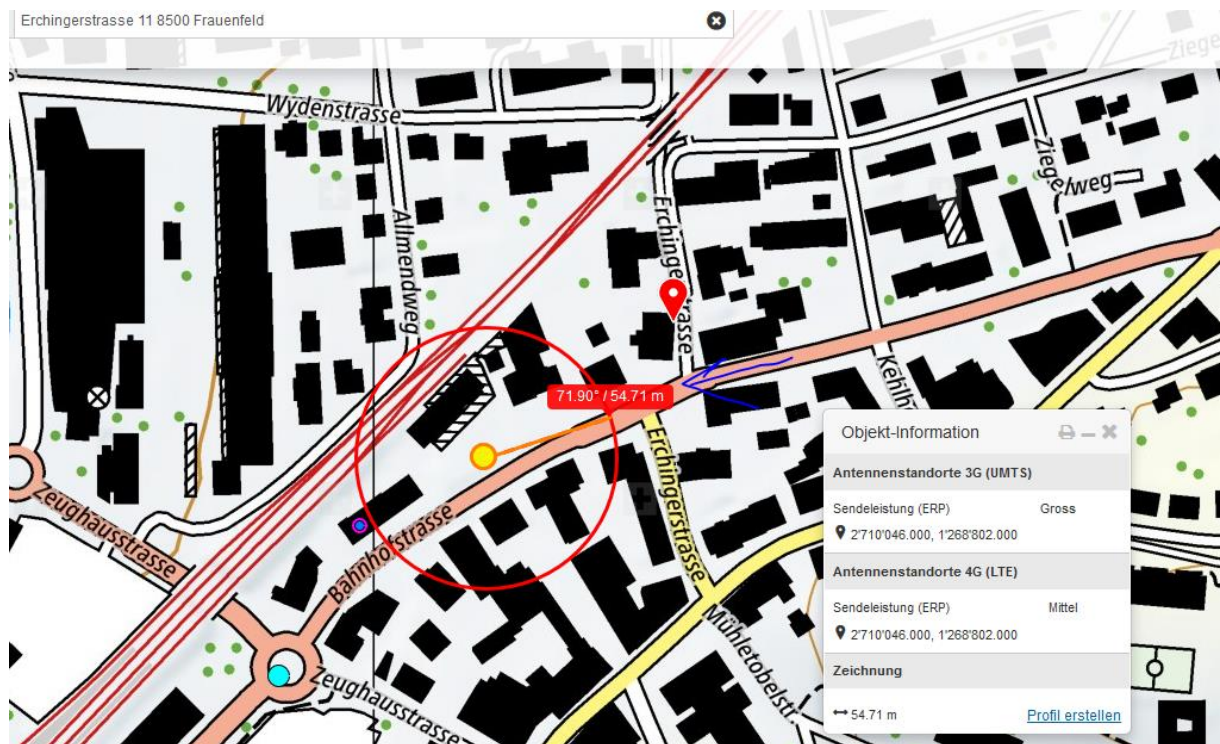 Erchingerstrasse 11 8500 Frauenfeld
Ziege
Wydenstrasse
Ziegelweg
Allmendweg
Erchingerstrasse
71.90° / 54.71 m
Kehlh
Objekt-Information
Antennenstandorte 3G (UMTS)
Sendeleistung (ERP) Gross
2'710'046.000, 1'268'802.000
Antennenstandorte 4G (LTE)
Sendeleistung (ERP) Mittel
2'710'046.000, 1'268'802.000
Zeichnung
54.71 m Profil erstellen
Erchingerstrasse
Zeughausstrasse
Bahnhofstrasse
Mühletobelstr.
Zeughausstrasse